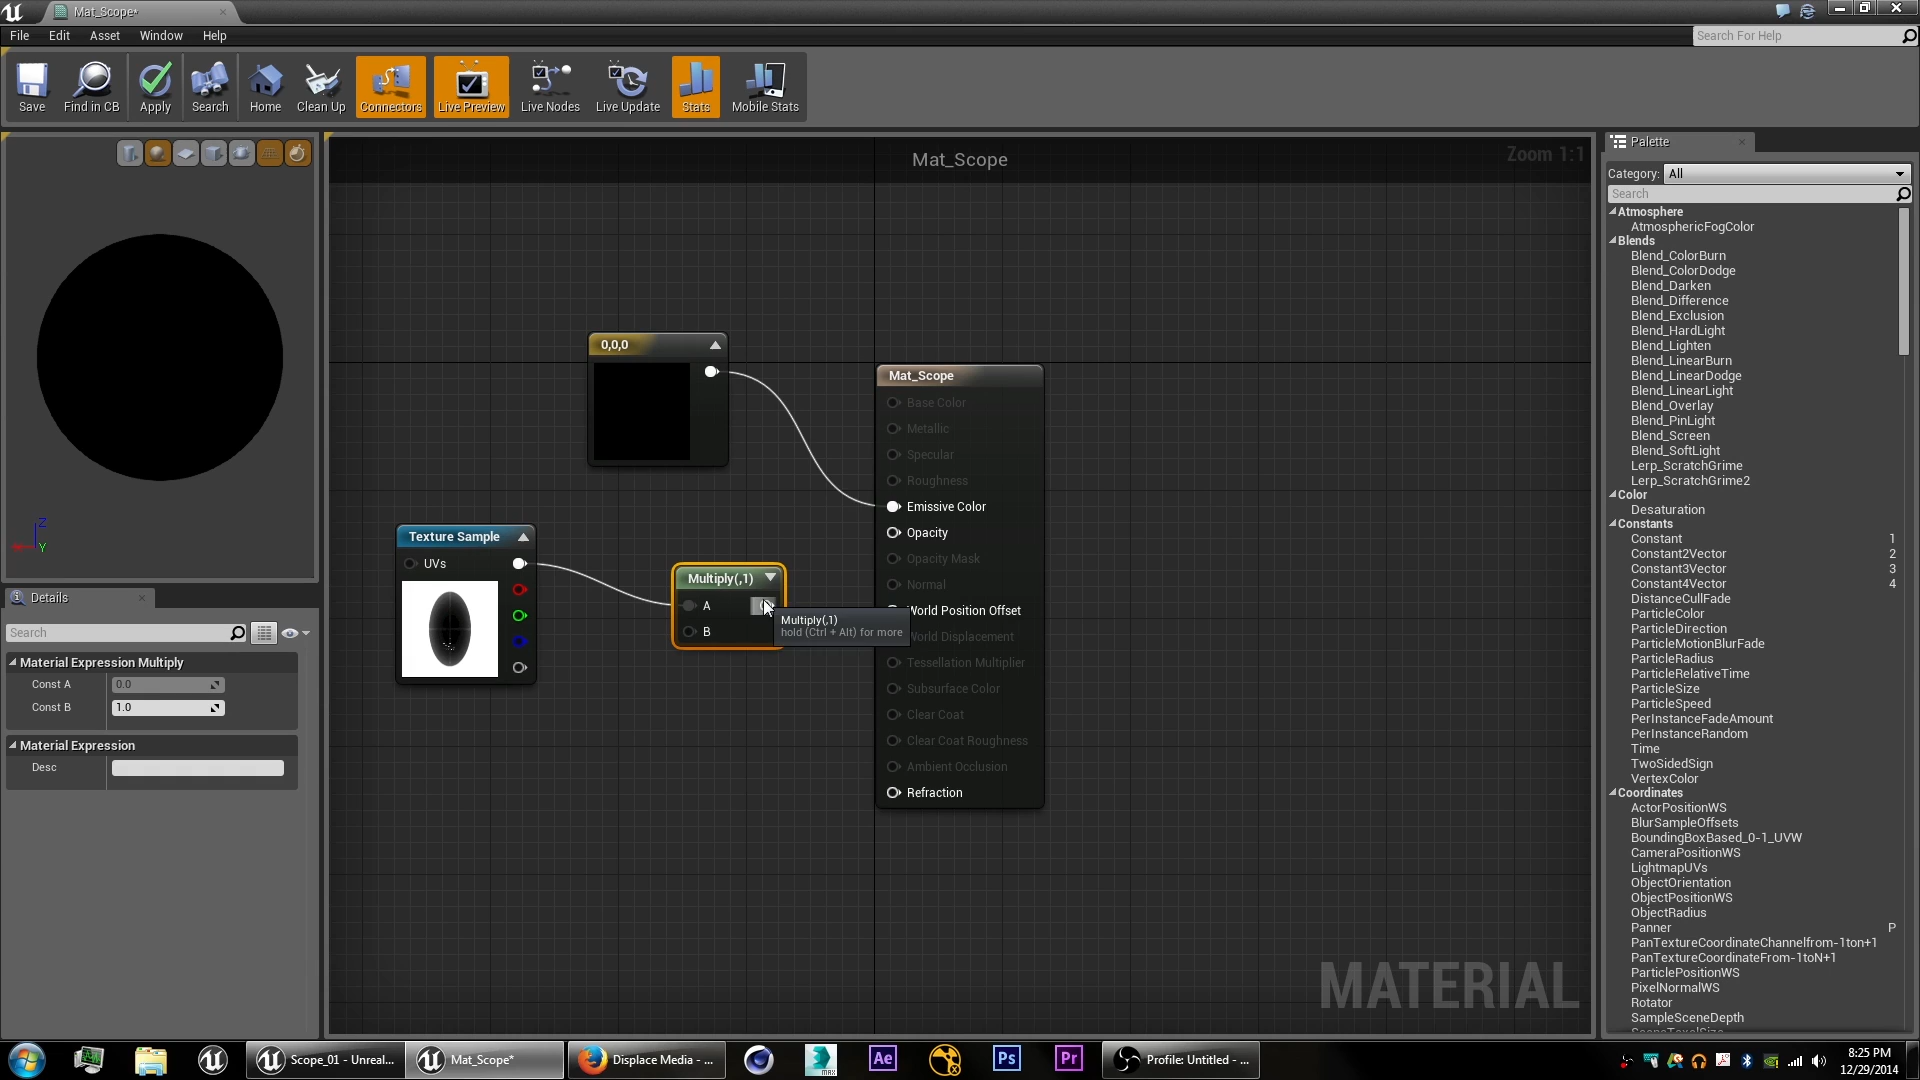 Mat_Scope*
File Edit Asset Window Help
Search For Help
Save Find in CB Apply Search Home Clean Up Connectors Live Preview Live Nodes Live Update Stats Mobile Stats
Mat_Scope
Zoom 1:1
Z
Y
Details
Search
Material Expression Multiply
Const A 0.0
Const B 1.0
Material Expression
Desc
0,0,0
Texture Sample
UVs
Multiply(,1)
A
B
Multiply(,1)
hold (Ctrl + Alt) for more
Mat_Scope
Base Color
Metallic
Specular
Roughness
Emissive Color
Opacity
Opacity Mask
Normal
World Position Offset
World Displacement
Tessellation Multiplier
Subsurface Color
Clear Coat
Clear Coat Roughness
Ambient Occlusion
Refraction
MATERIAL
Palette
Category: All
Search
Atmosphere
AtmosphericFogColor
Blends
Blend_ColorBurn
Blend_ColorDodge
Blend_Darken
Blend_Difference
Blend_Exclusion
Blend_HardLight
Blend_Lighten
Blend_LinearBurn
Blend_LinearDodge
Blend_LinearLight
Blend_Overlay
Blend_PinLight
Blend_Screen
Blend_SoftLight
Lerp_ScratchGrime
Lerp_ScratchGrime2
Color
Desaturation
Constants
Constant 1
Constant2Vector 2
Constant3Vector 3
Constant4Vector 4
DistanceCullFade
ParticleColor
ParticleDirection
ParticleMotionBlurFade
ParticleRadius
ParticleRelativeTime
ParticleSize
ParticleSpeed
PerInstanceFadeAmount
PerInstanceRandom
Time
TwoSidedSign
VertexColor
Coordinates
ActorPositionWS
BlurSampleOffsets
BoundingBoxBased_0-1_UVW
CameraPositionWS
LightmapUVs
ObjectOrientation
ObjectPositionWS
ObjectRadius
Panner P
PanTextureCoordinateChannelfrom-1ton+1
PanTextureCoordinateFrom-1toN+1
ParticlePositionWS
PixelNormalWS
Rotator
SampleSceneDepth
Scope_01 - Unreal... Mat_Scope* Displace Media - ... MAX Ae Ps Pr Profile: Untitled - ...
8:25 PM
12/29/2014